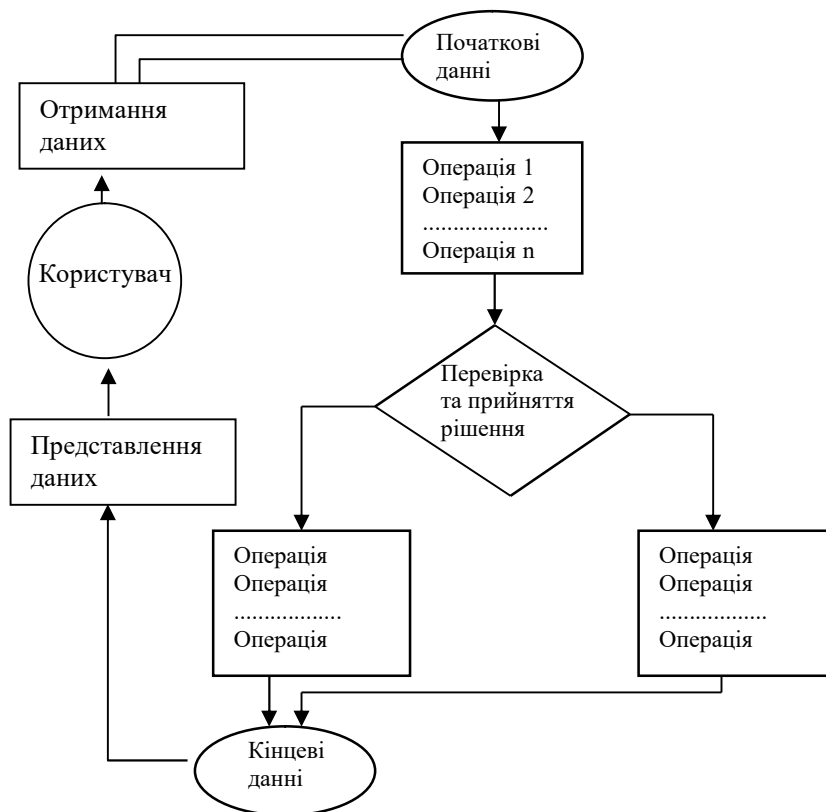 Початкові
данні
Отримання
даних
Операція 1
Операція 2
......................
Операція n
Користувач
Перевірка
та прийняття
рішення
Представлення
даних
Операція
Операція
...................
Операція
Операція
Операція
...................
Операція
Кінцеві
данні